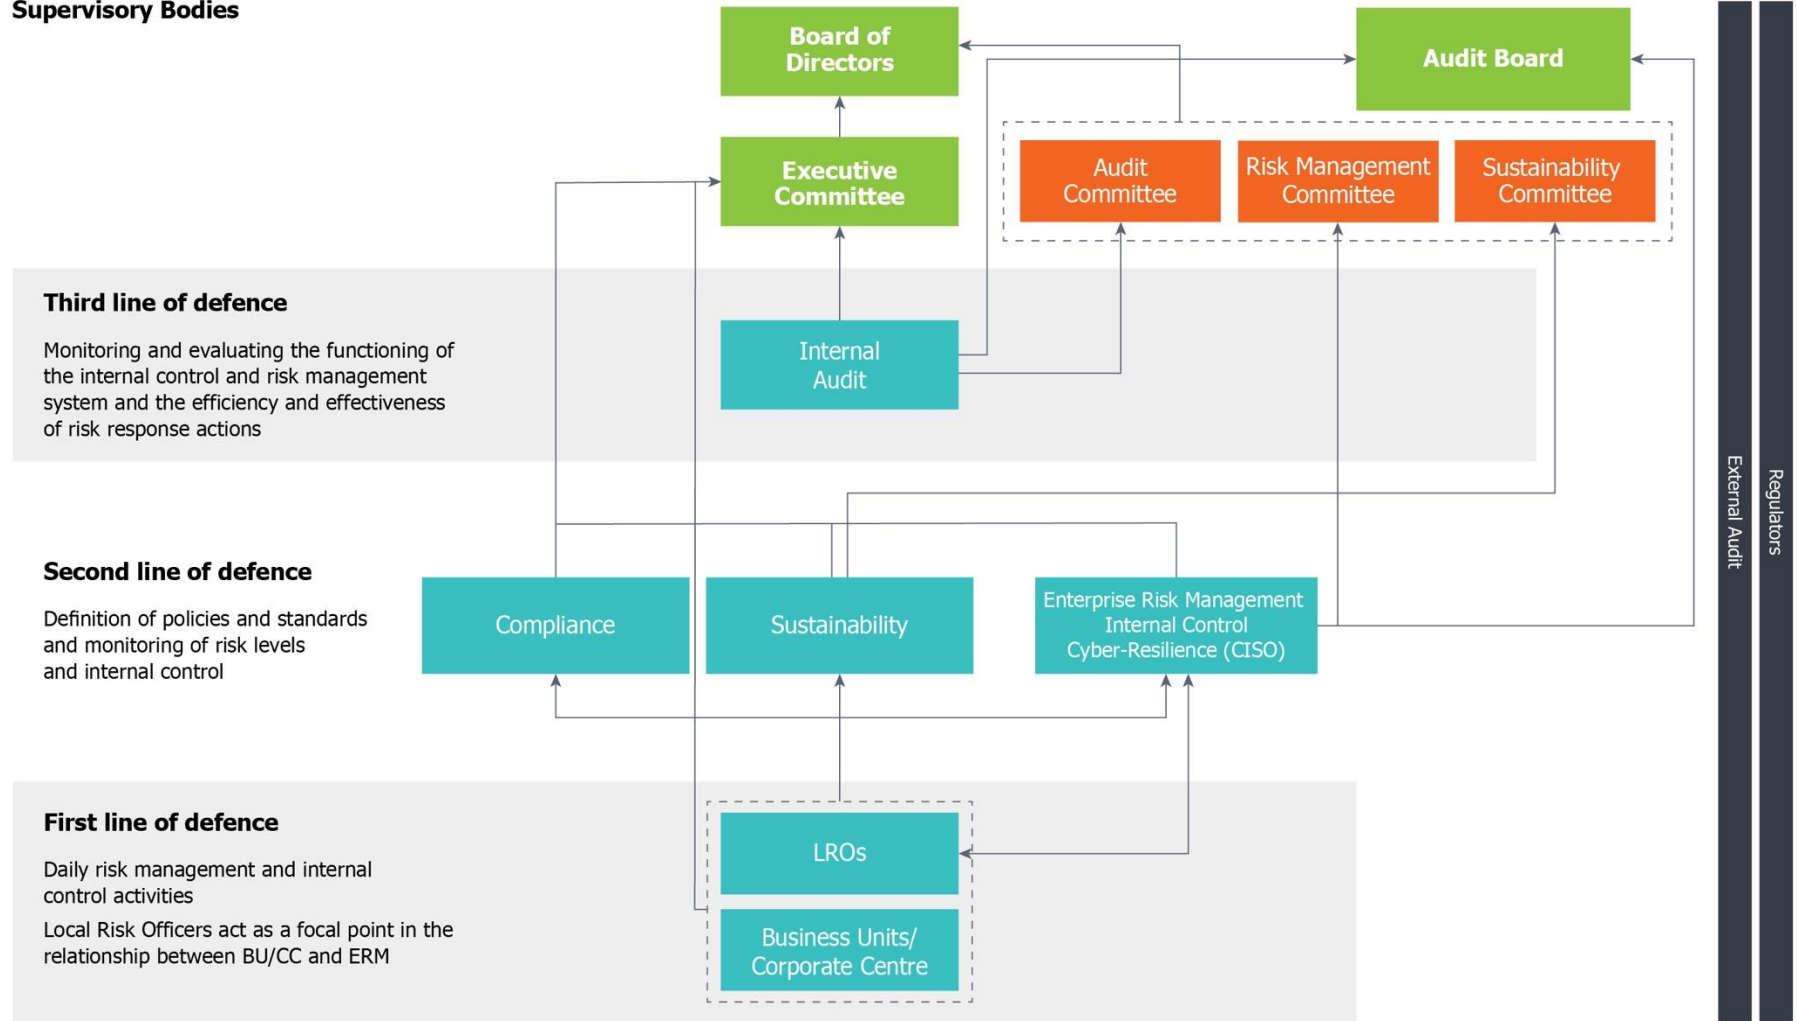 Supervisory Bodies
Board of
Directors
Audit Board
Executive
Committee
Audit
Committee
Risk Management
Committee
Sustainability
Committee
Third line of defence
Monitoring and evaluating the functioning of
the internal control and risk management
system and the efficiency and effectiveness
of risk response actions
Internal
Audit
Second line of defence
Definition of policies and standards
and monitoring of risk levels
and internal control
Compliance
Sustainability
Enterprise Risk Management
Internal Control
Cyber-Resilience (CISO)
First line of defence
Daily risk management and internal
control activities
Local Risk Officers act as a focal point in the
relationship between BU/CC and ERM
LROs
Business Units/
Corporate Centre
External Audit
Regulators